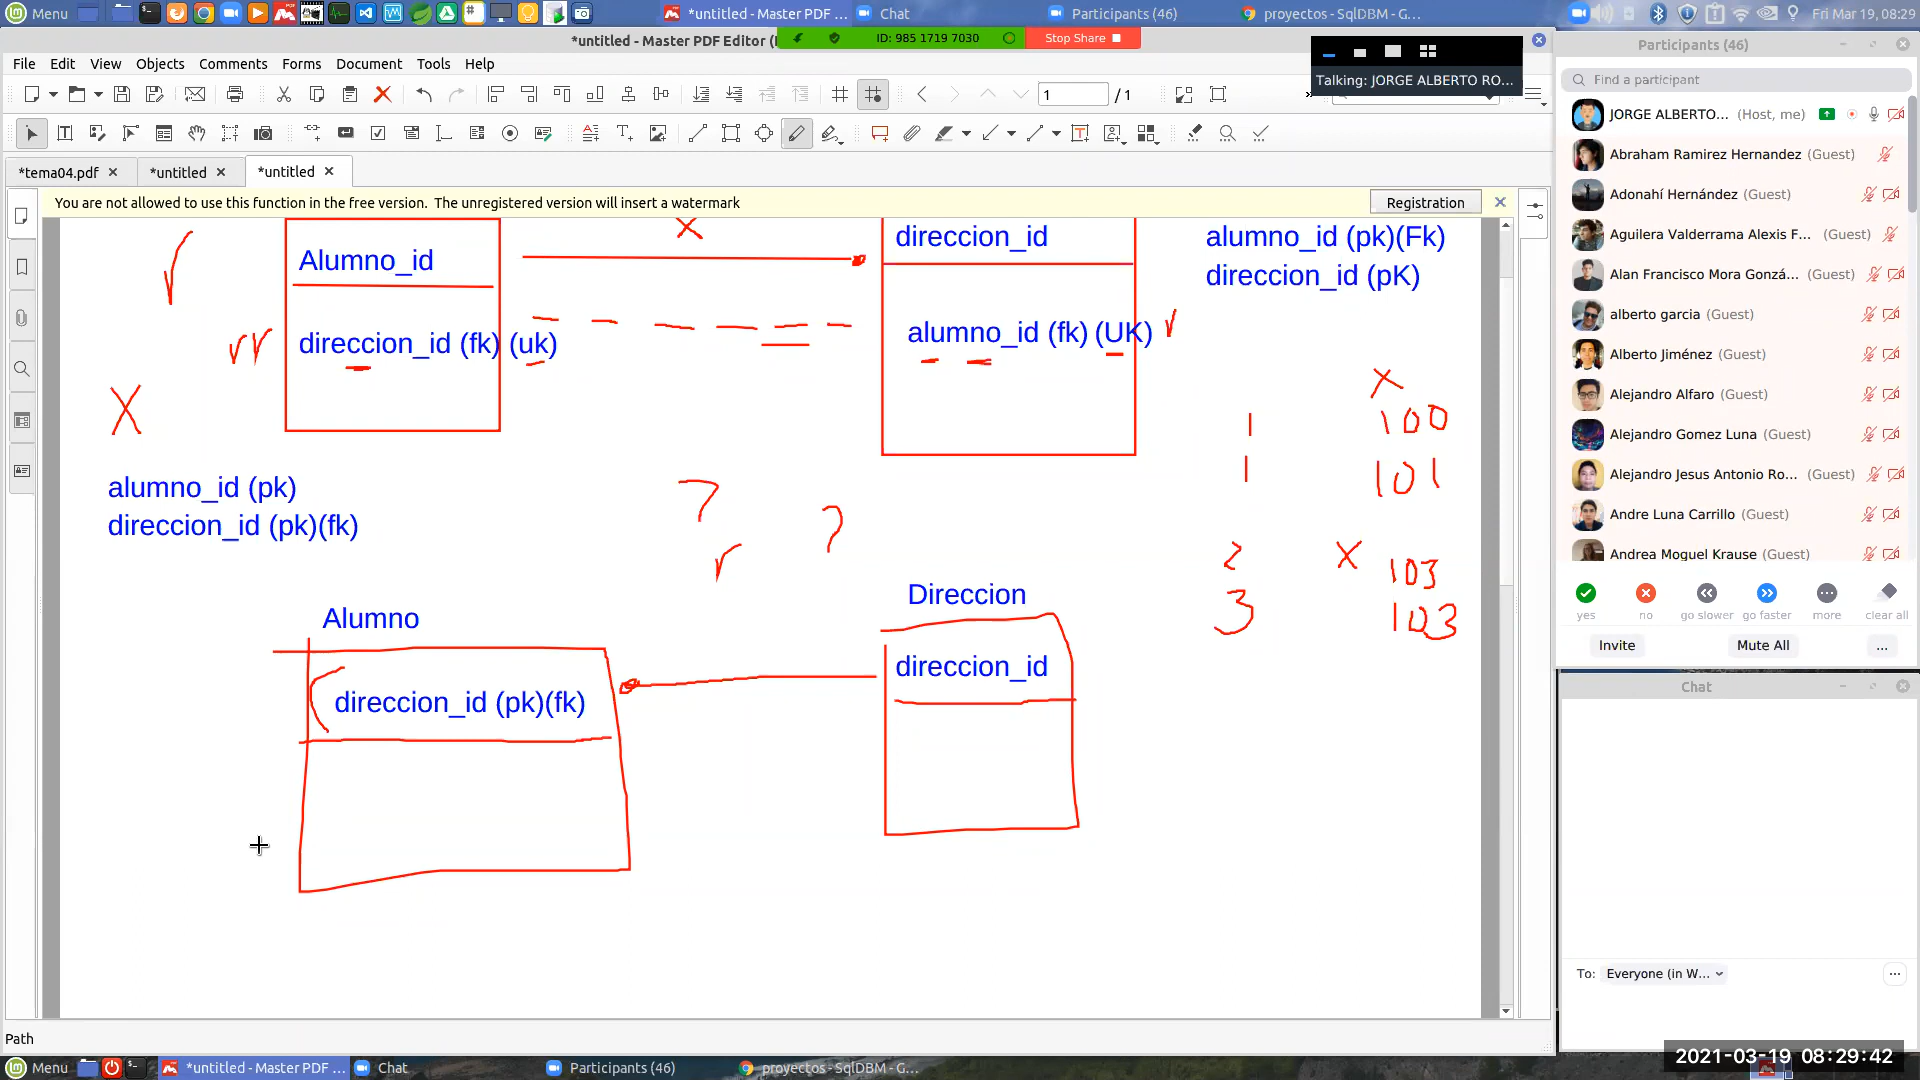 Menu
*untitled - Master PDF ...
Chat
Participants (46)
proyectos - SqlDBM - G...
Fri Mar 19, 08:29
*untitled - Master PDF Editor (
ID: 985 1719 7030
Stop Share
Talking: JORGE ALBERTO RO...
File Edit View Objects Comments Forms Document Tools Help
1 / 1
*tema04.pdf
*untitled
*untitled
You are not allowed to use this function in the free version. The unregistered version will insert a watermark
Registration
X
Alumno_id
direccion_id (fk) (uk)
direccion_id
alumno_id (fk) (UK)
alumno_id (pk)(Fk)
direccion_id (pK)
X
X
1 100
1 101
2 X 103
3 103
alumno_id (pk)
direccion_id (pk)(fk)
?
?
Alumno
direccion_id (pk)(fk)
Direccion
direccion_id
Path
Participants (46)
Find a participant
JORGE ALBERTO... (Host, me)
Abraham Ramirez Hernandez (Guest)
Adonahí Hernández (Guest)
Aguilera Valderrama Alexis F... (Guest)
Alan Francisco Mora Gonzá... (Guest)
alberto garcia (Guest)
Alberto Jiménez (Guest)
Alejandro Alfaro (Guest)
Alejandro Gomez Luna (Guest)
Alejandro Jesus Antonio Ro... (Guest)
Andre Luna Carrillo (Guest)
Andrea Moguel Krause (Guest)
yes no go slower go faster more clear all
Invite Mute All ...
Chat
To: Everyone (in W...
2021-03-19 08:29:42
Menu
*untitled - Master PDF ...
Chat
Participants (46)
proyectos - SqlDBM - G...